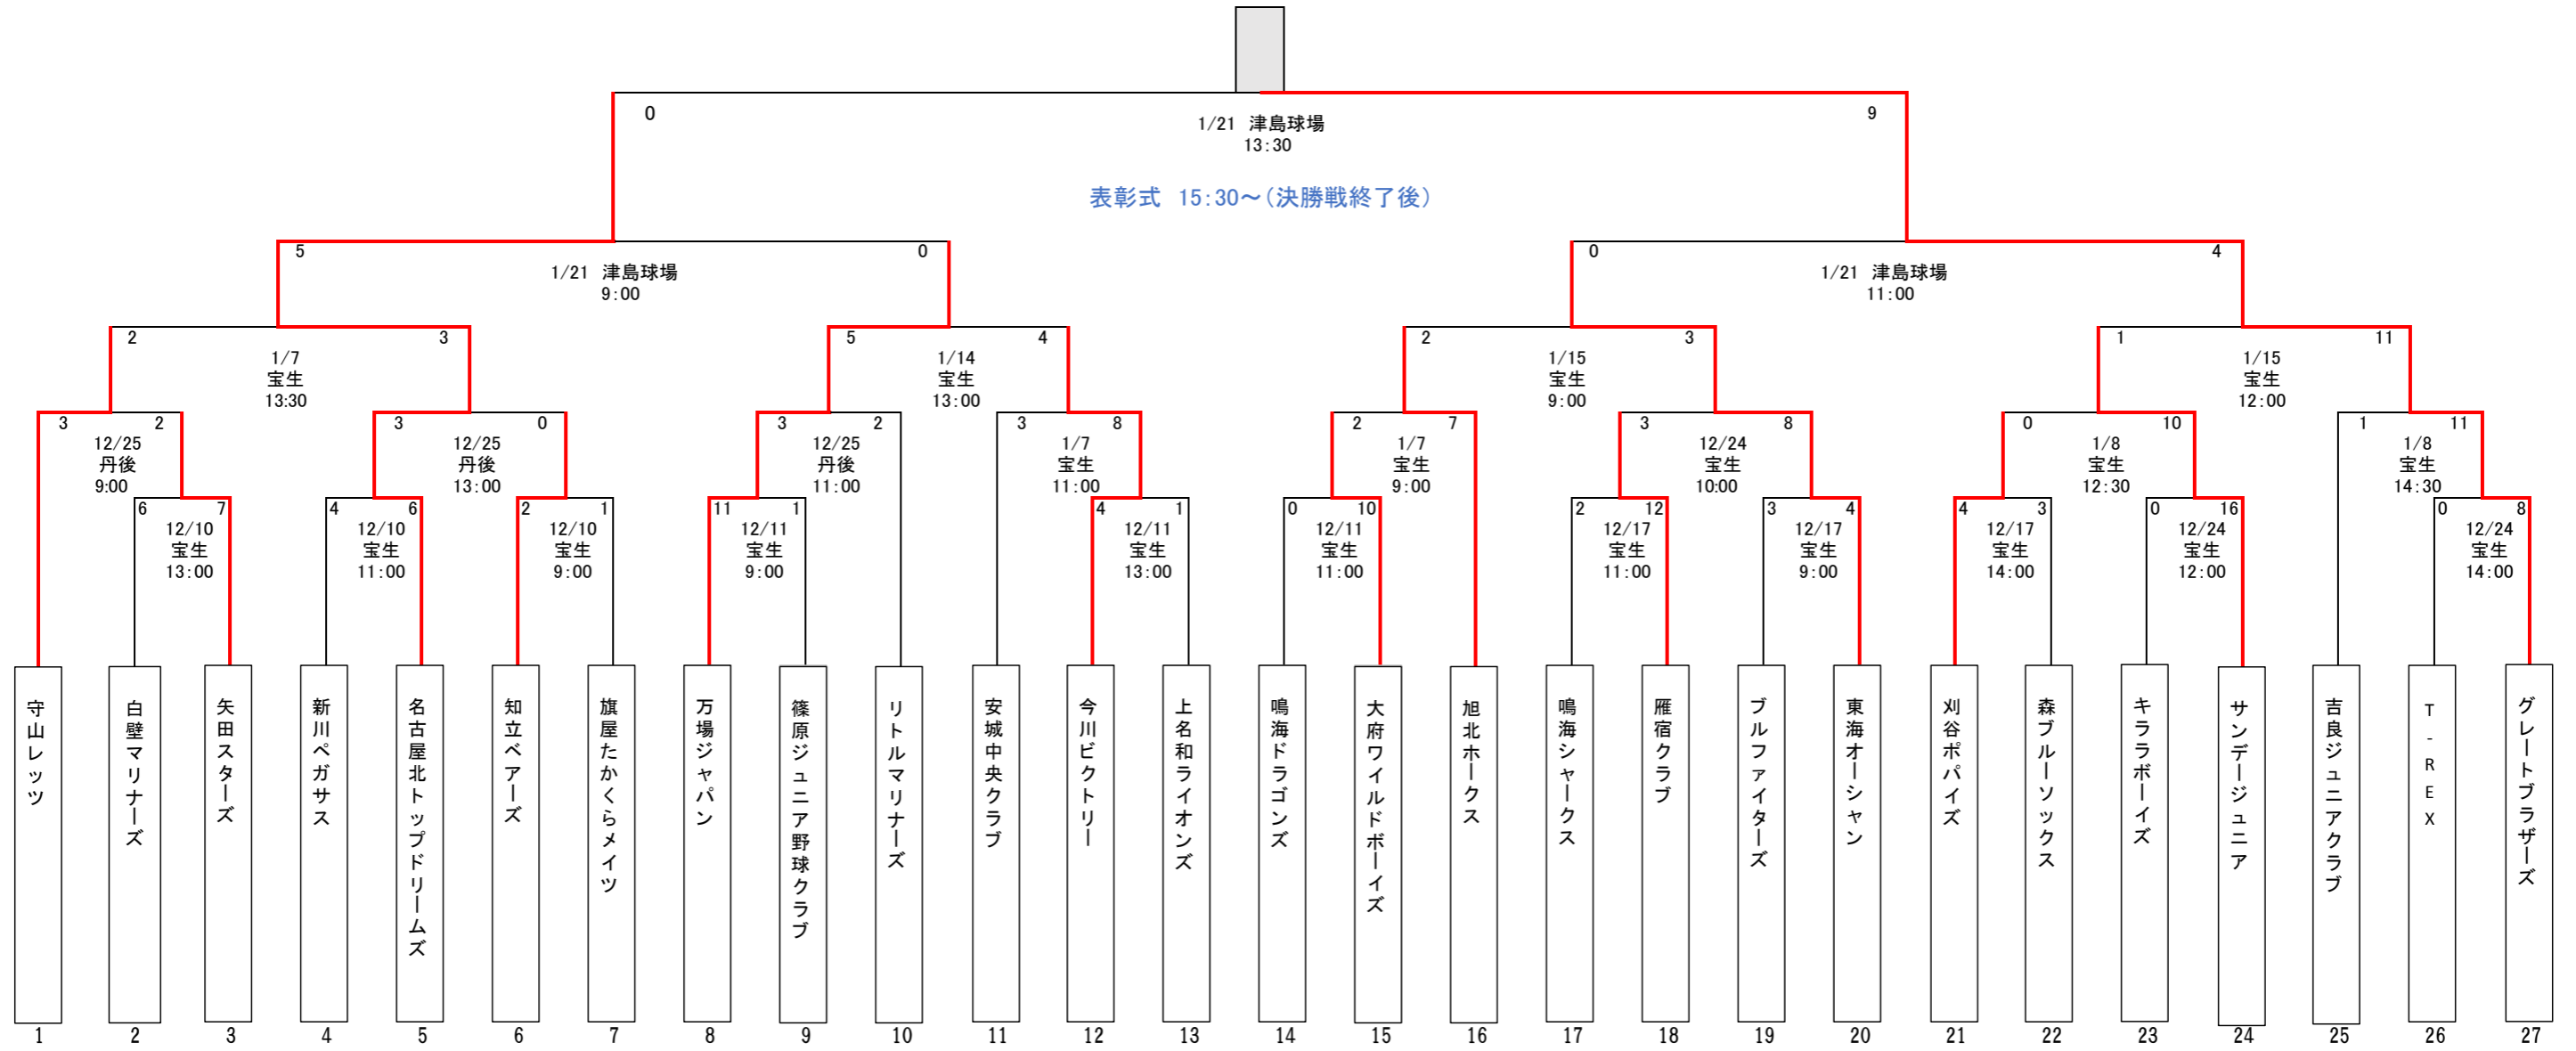 0
9
1/21 津島球場
13:30
表彰式 15:30～(決勝戦終了後)
5
0
1/21 津島球場
9:00
0
4
1/21 津島球場
11:00
2
3
1/7
宝生
13:30
5
4
1/14
宝生
13:00
2
3
1/15
宝生
9:00
1
11
1/15
宝生
12:00
3
2
12/25
丹後
9:00
3
0
12/25
丹後
13:00
3
2
12/25
丹後
11:00
3
8
1/7
宝生
11:00
2
7
1/7
宝生
9:00
3
8
12/24
宝生
10:00
0
10
1/8
宝生
12:30
1
11
1/8
宝生
14:30
6
7
12/10
宝生
13:00
4
6
12/10
宝生
11:00
2
1
12/10
宝生
9:00
11
1
12/11
宝生
9:00
4
1
12/11
宝生
13:00
0
10
12/11
宝生
11:00
2
12
12/17
宝生
11:00
3
4
12/17
宝生
9:00
4
3
12/17
宝生
14:00
0
16
12/24
宝生
12:00
0
8
12/24
宝生
14:00
守山レッツ
白壁マリナーズ
矢田スターズ
新川ペガサス
名古屋北トップドリームズ
知立ベアーズ
旗屋たかくらメイツ
万場ジャパン
篠原ジュニア野球クラブ
リトルマリナーズ
安城中央クラブ
今川ビクトリー
上名和ライオンズ
鳴海ドラゴンズ
大府ワイルドボーイズ
旭北ホークス
鳴海シャークス
雁宿クラブ
ブルファイターズ
東海オーシャン
刈谷ポパイズ
森ブルーソックス
キララボーイズ
サンデージュニア
吉良ジュニアクラブ
T-REX
グレートブラザーズ
1
2
3
4
5
6
7
8
9
10
11
12
13
14
15
16
17
18
19
20
21
22
23
24
25
26
27